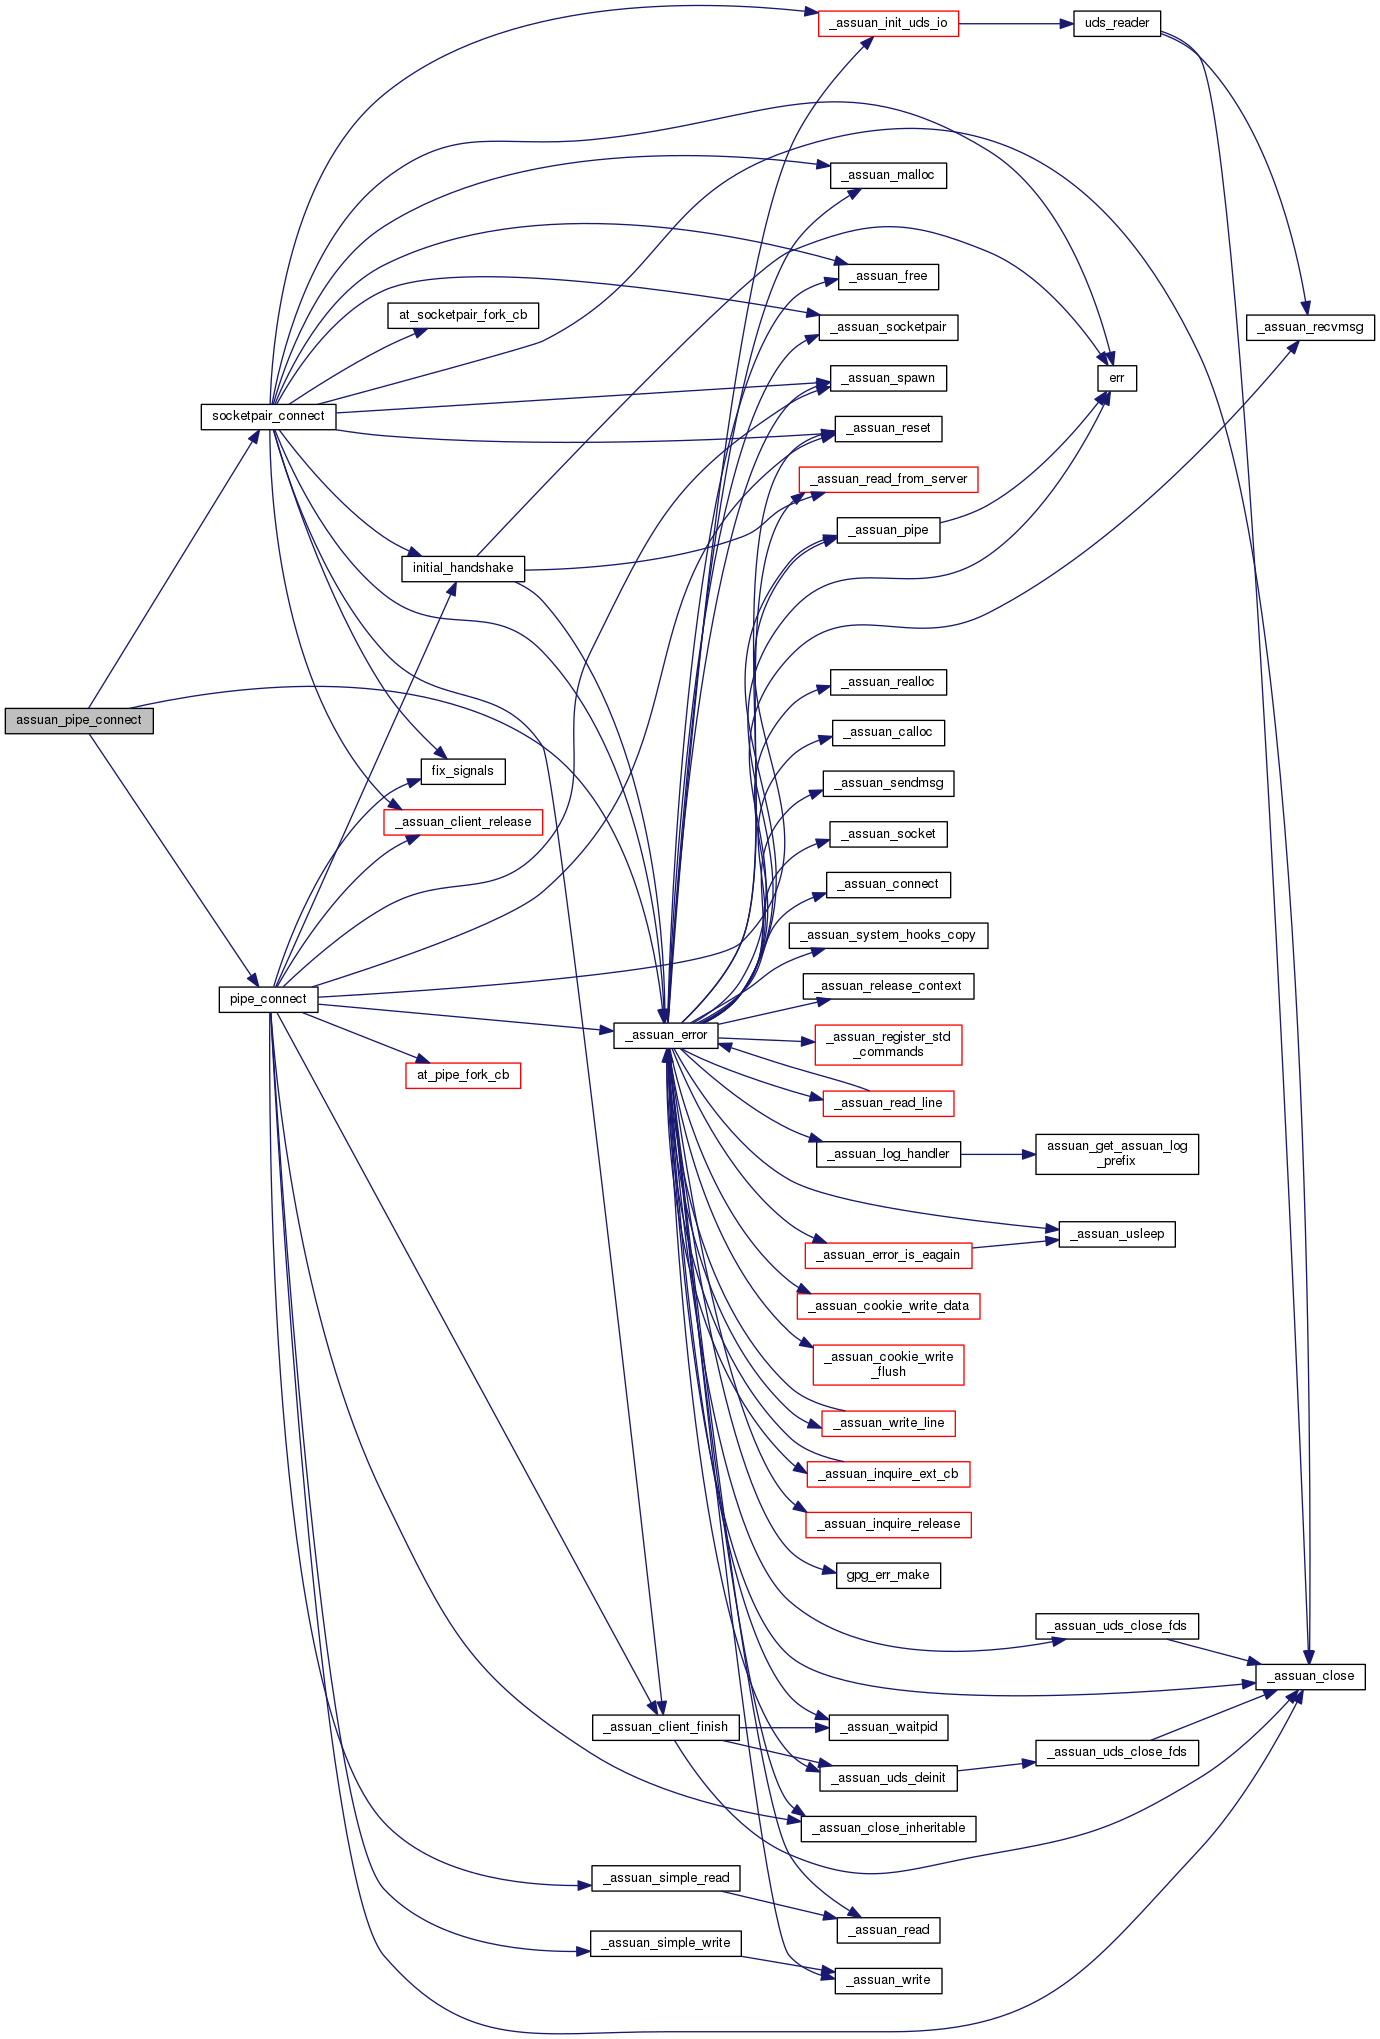 _assuan_init_uds_io
uds_reader
_assuan_malloc
_assuan_free
at_socketpair_fork_cb
_assuan_socketpair
_assuan_recvmsg
_assuan_spawn
err
socketpair_connect
_assuan_reset
_assuan_read_from_server
_assuan_pipe
initial_handshake
_assuan_realloc
assuan_pipe_connect
_assuan_calloc
fix_signals
_assuan_sendmsg
_assuan_client_release
_assuan_socket
_assuan_connect
_assuan_system_hooks_copy
_assuan_release_context
pipe_connect
_assuan_error
_assuan_register_std
_commands
at_pipe_fork_cb
_assuan_read_line
_assuan_log_handler
assuan_get_assuan_log
_prefix
_assuan_usleep
_assuan_error_is_eagain
_assuan_cookie_write_data
_assuan_cookie_write
_flush
_assuan_write_line
_assuan_inquire_ext_cb
_assuan_inquire_release
gpg_err_make
_assuan_uds_close_fds
_assuan_close
_assuan_client_finish
_assuan_waitpid
_assuan_uds_close_fds
_assuan_uds_deinit
_assuan_close_inheritable
_assuan_simple_read
_assuan_read
_assuan_simple_write
_assuan_write